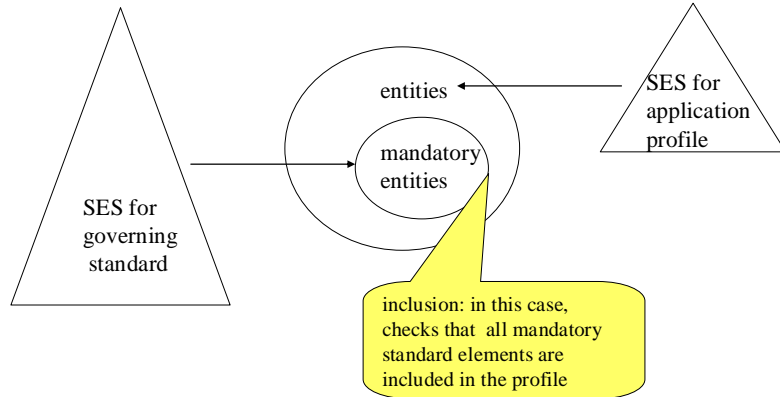 SES for
governing
standard
entities
mandatory
entities
SES for
application
profile
inclusion: in this case,
checks that all mandatory
standard elements are
included in the profile